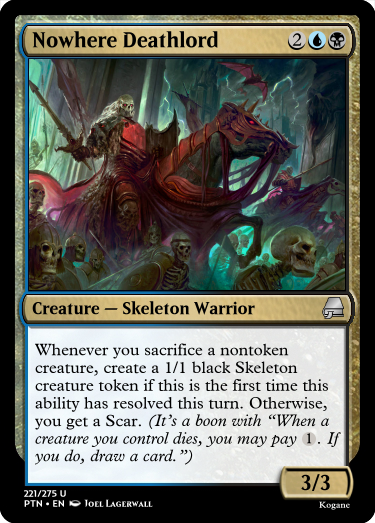 Nowhere Deathlord 2
Creature — Skeleton Warrior
Whenever you sacrifice a nontoken
creature, create a 1/1 black Skeleton
creature token if this is the first time this
ability has resolved this turn. Otherwise,
you get a Scar. (It's a boon with “When a
creature you control dies, you may pay 1. If
you do, draw a card.”)
3/3
221/275 U
PTN • EN Joel Lagerwall
Kogane